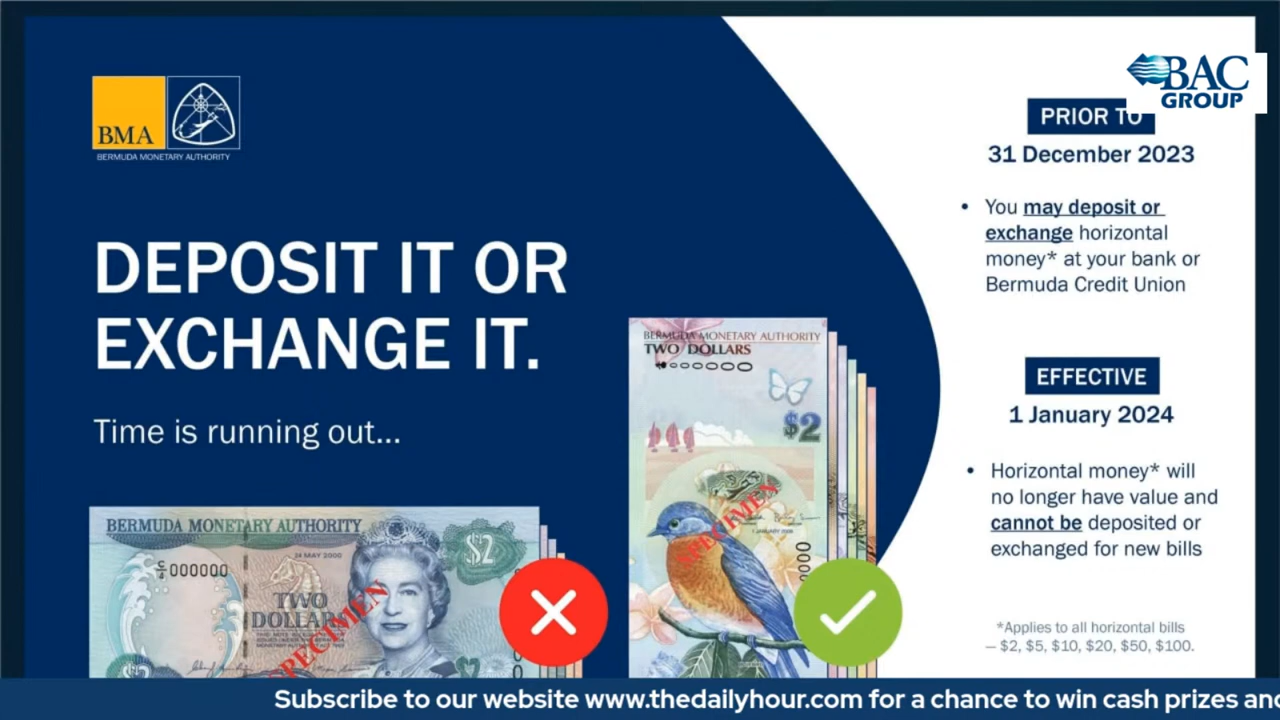 BMA
BERMUDA MONETARY AUTHORITY
BAC
GROUP
DEPOSIT IT OR
EXCHANGE IT.
Time is running out...
PRIOR TO
31 December 2023
• You may deposit or
exchange horizontal
money* at your bank or
Bermuda Credit Union
EFFECTIVE
1 January 2024
• Horizontal money* will
no longer have value and
cannot be deposited or
exchanged for new bills
*Applies to all horizontal bills
– $2, $5, $10, $20, $50, $100.
BERMUDA MONETARY AUTHORITY
TWO DOLLARS
$2
SPECIMEN
BERMUDA MONETARY AUTHORITY
24 MAY 2000
$2
000000
TWO
DOLLARS
SPECIMEN
Subscribe to our website www.thedailyhour.com for a chance to win cash prizes and